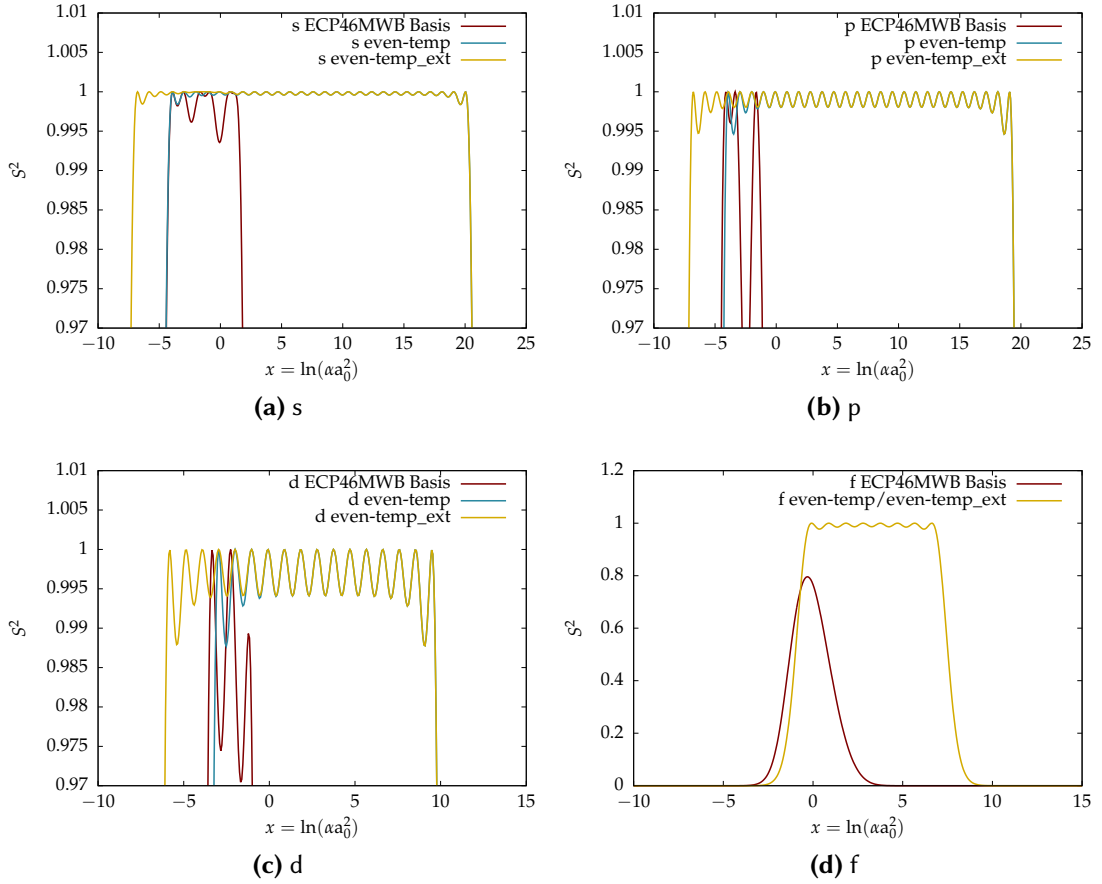 1.01
1.005
1
0.995
0.99
0.985
0.98
0.975
0.97
S²
s ECP46MWB Basis
s even-temp
s even-temp_ext
−10 −5 0 5 10 15 20 25
x = ln(αa₀²)
(a) s
1.01
1.005
1
0.995
0.99
0.985
0.98
0.975
0.97
S²
p ECP46MWB Basis
p even-temp
p even-temp_ext
−10 −5 0 5 10 15 20 25
x = ln(αa₀²)
(b) p
1.01
1.005
1
0.995
0.99
0.985
0.98
0.975
0.97
S²
d ECP46MWB Basis
d even-temp
d even-temp_ext
−10 −5 0 5 10 15
x = ln(αa₀²)
(c) d
1.2
1
0.8
0.6
0.4
0.2
0
S²
f ECP46MWB Basis
f even-temp/even-temp_ext
−10 −5 0 5 10 15
x = ln(αa₀²)
(d) f